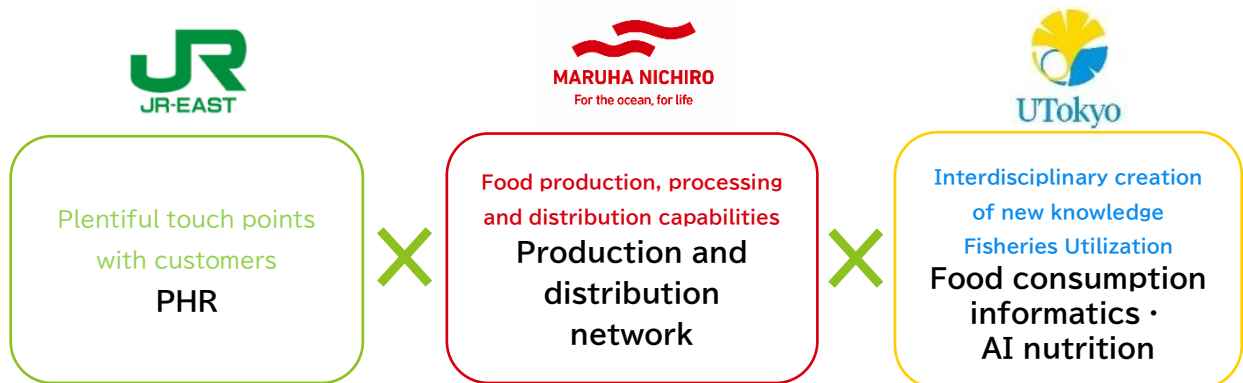 JR
JR-EAST
Plentiful touch points
with customers
PHR
×
MARUHA NICHIRO
For the ocean, for life
Food production, processing
and distribution capabilities
Production and
distribution
network
×
UTokyo
Interdisciplinary creation
of new knowledge
Fisheries Utilization
Food consumption
informatics・
AI nutrition